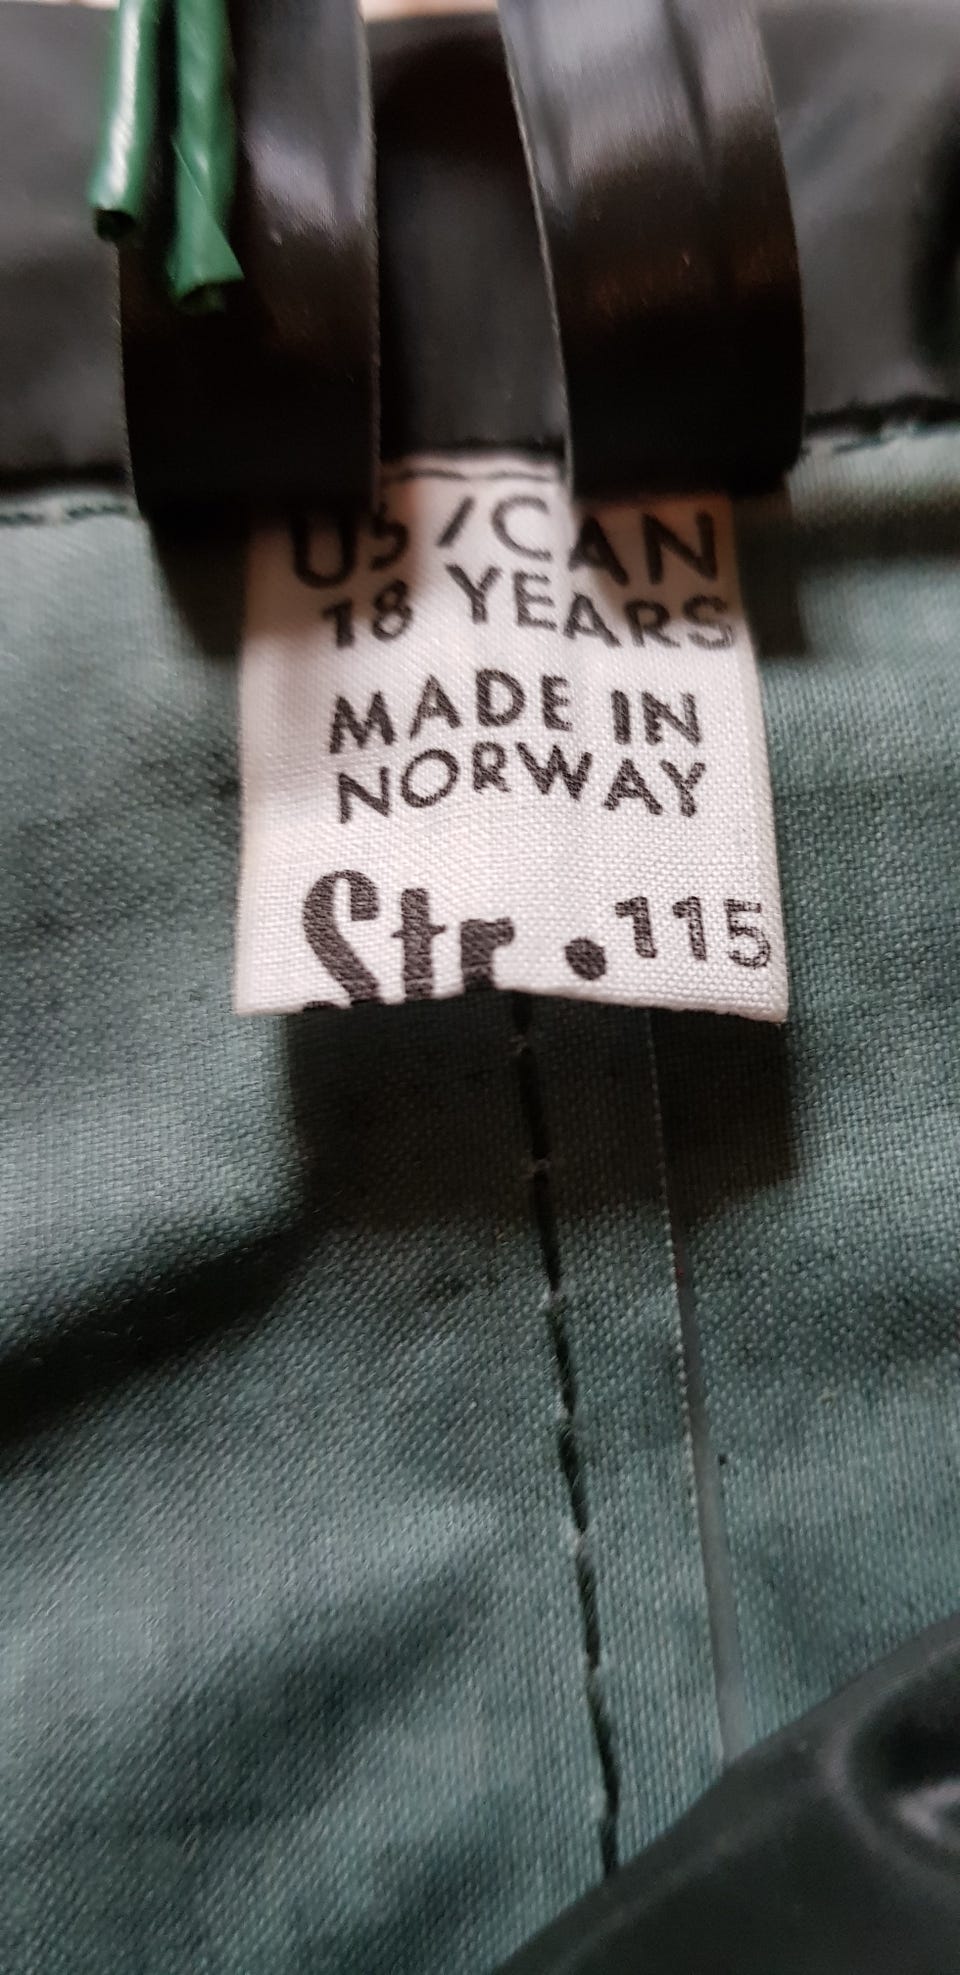 US/CAN
18 YEARS
MADE IN
NORWAY
Str. 115